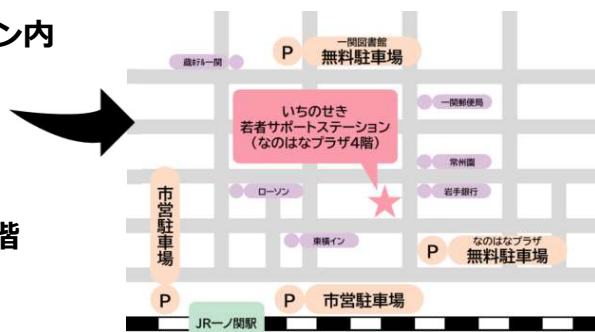 ン内
階
P
一関図書館
無料駐車場
蔵ホテル一関
一関郵便局
いちのせき
若者サポートステーション
(なのはなプラザ4階)
常州園
岩手銀行
ローソン
市営駐車場
東横イン
P
なのはなプラザ
無料駐車場
P
P
市営駐車場
JR一ノ関駅